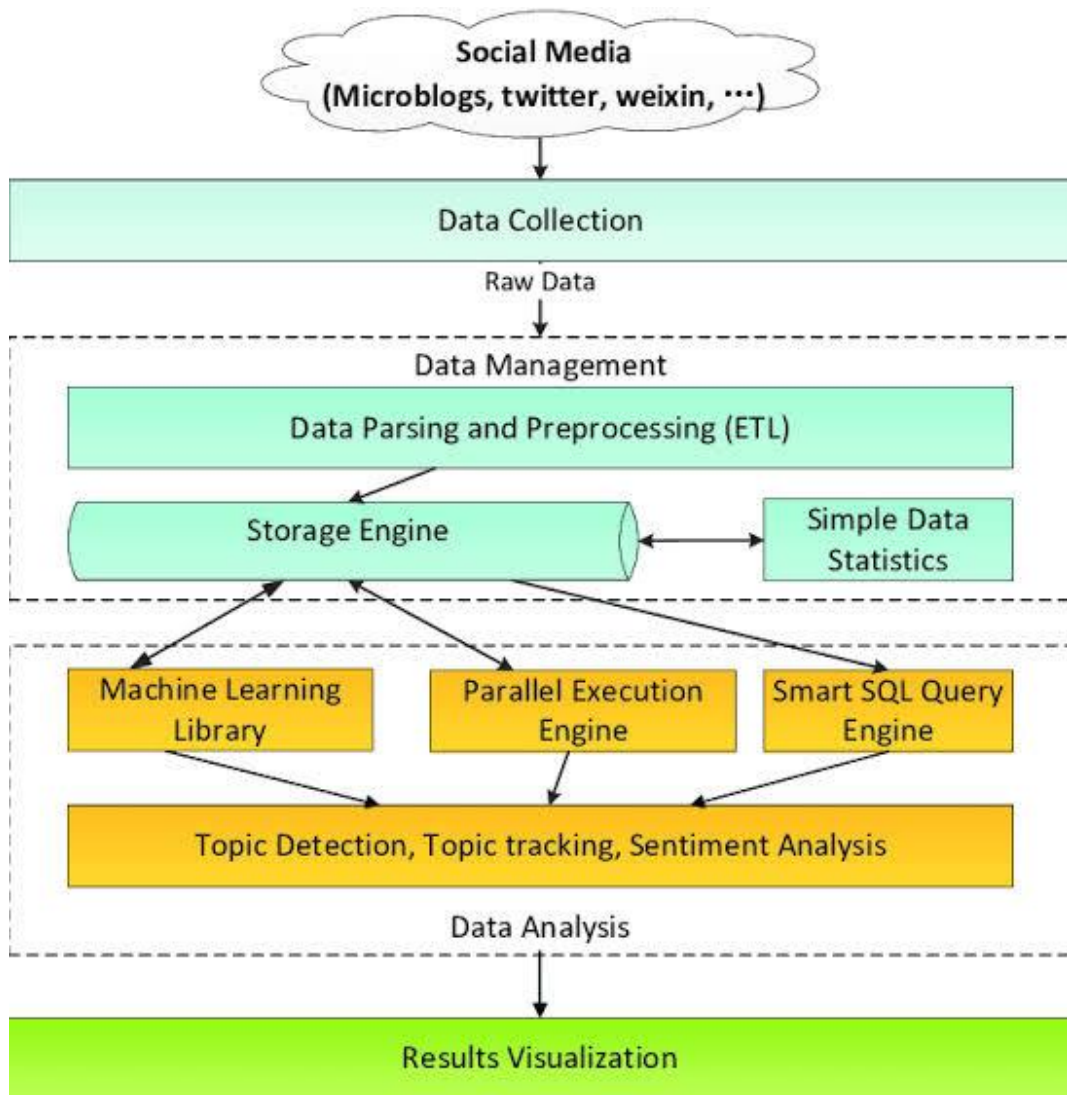 Social Media
(Microblogs, twitter, weixin, ⋯)
Data Collection
Raw Data
Data Management
Data Parsing and Preprocessing (ETL)
Storage Engine
Simple Data
Statistics
Machine Learning
Library
Parallel Execution
Engine
Smart SQL Query
Engine
Topic Detection, Topic tracking, Sentiment Analysis
Data Analysis
Results Visualization